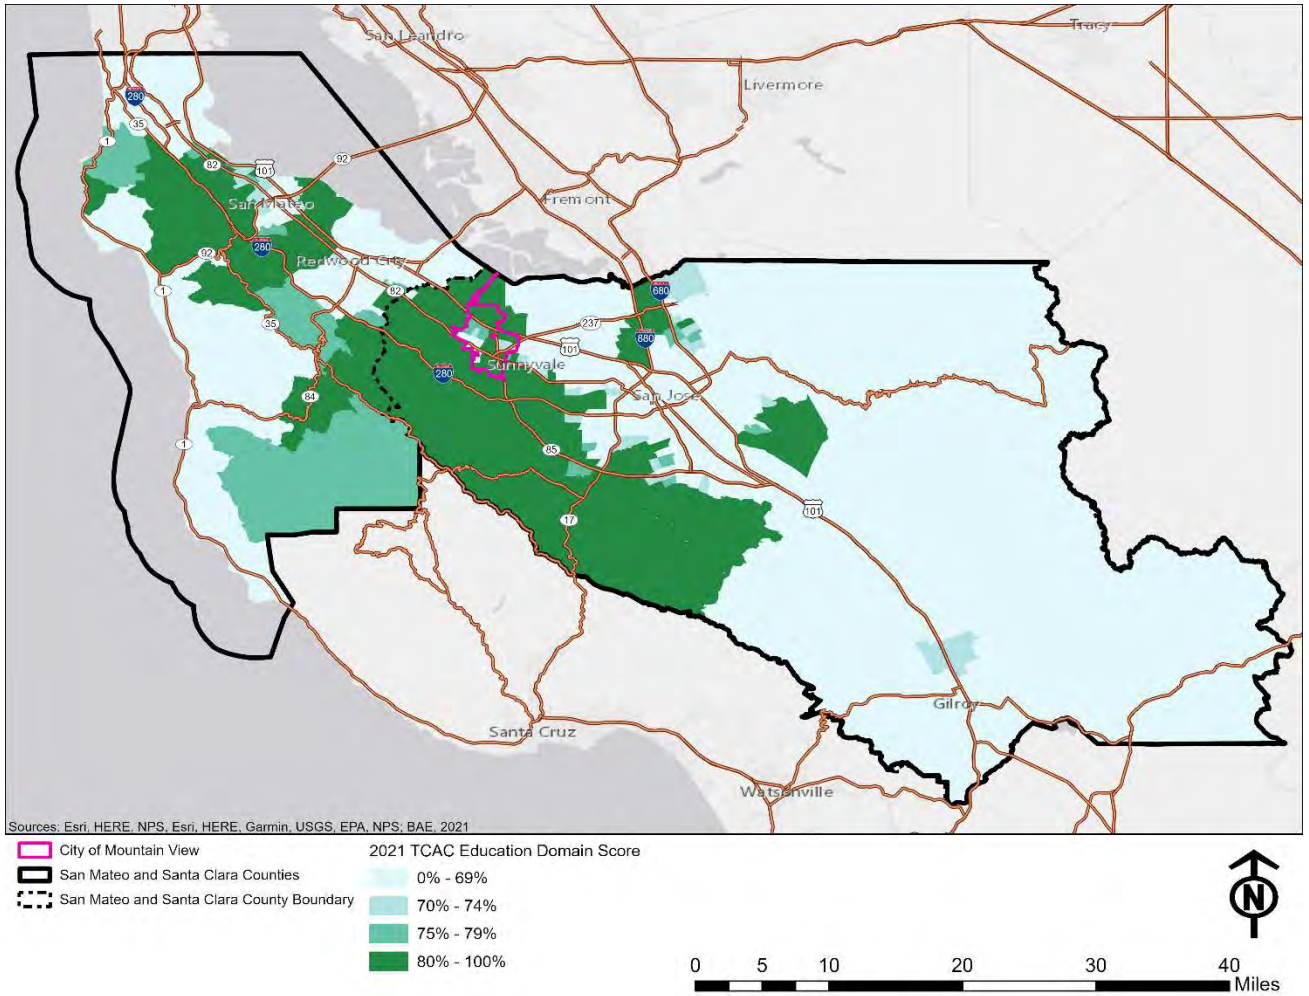 San Leandro
Tracy
Livermore
280
35
1
82
101
92
San Mateo
Fremont
92
280
Redwood City
1
82
680
35
237
880
101
280
Sunnyvale
San Jose
84
1
85
101
17
Gilroy
Santa Cruz
Watsonville
Sources: Esri, HERE, NPS, Esri, HERE, Garmin, USGS, EPA, NPS; BAE, 2021
City of Mountain View
San Mateo and Santa Clara Counties
San Mateo and Santa Clara County Boundary
2021 TCAC Education Domain Score
0% - 69%
70% - 74%
75% - 79%
80% - 100%
N
0 5 10 20 30 40
Miles